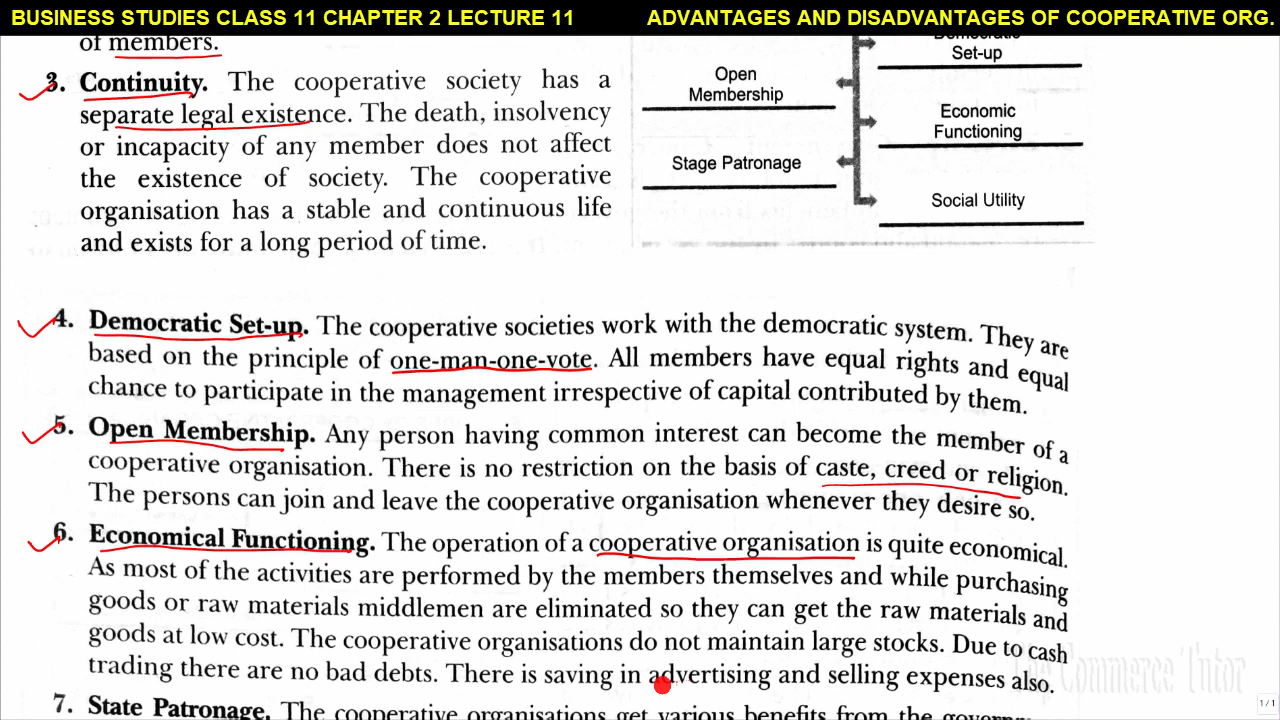 BUSINESS STUDIES CLASS 11 CHAPTER 2 LECTURE 11
ADVANTAGES AND DISADVANTAGES OF COOPERATIVE ORG.
of members.
3. Continuity. The cooperative society has a
separate legal existence. The death, insolvency
or incapacity of any member does not affect
the existence of society. The cooperative
organisation has a stable and continuous life
and exists for a long period of time.
Democratic
Set-up
Open
Membership
Economic
Functioning
Stage Patronage
Social Utility
4. Democratic Set-up. The cooperative societies work with the democratic system. They are
based on the principle of one-man-one-vote. All members have equal rights and equal
chance to participate in the management irrespective of capital contributed by them.
5. Open Membership. Any person having common interest can become the member of a
cooperative organisation. There is no restriction on the basis of caste, creed or religion.
The persons can join and leave the cooperative organisation whenever they desire so.
6. Economical Functioning. The operation of a cooperative organisation is quite economical.
As most of the activities are performed by the members themselves and while purchasing
goods or raw materials middlemen are eliminated so they can get the raw materials and
goods at low cost. The cooperative organisations do not maintain large stocks. Due to cash
trading there are no bad debts. There is saving in advertising and selling expenses also.
The Commerce Tutor
7. State Patronage. The cooperative organisations get various benefits from the
1/1